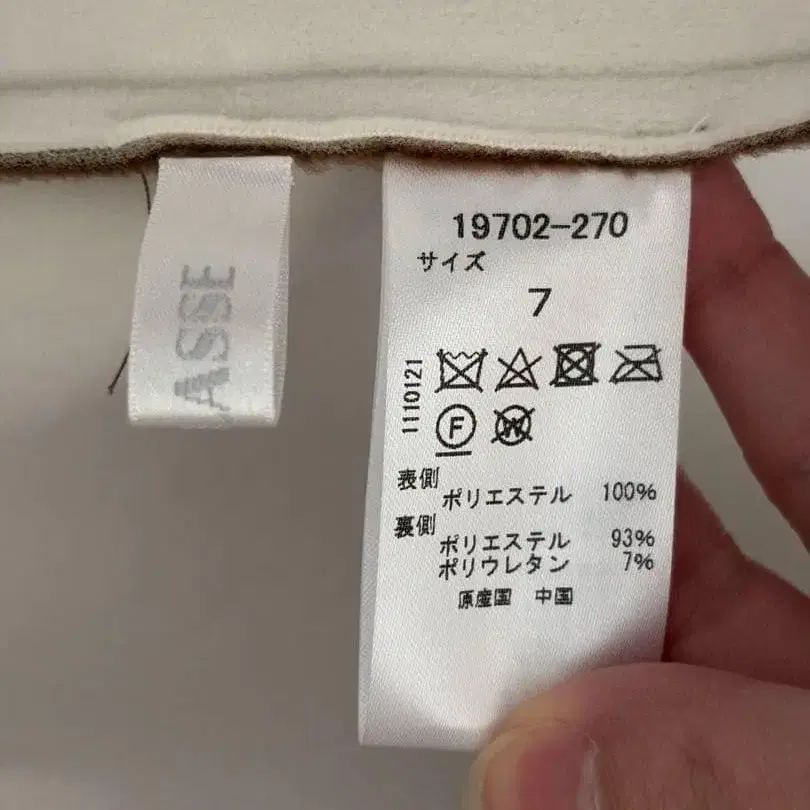 ASSE
19702-270
サイズ
7
1110121
F
W
表側
ポリエステル 100%
裏側
ポリエステル 93%
ポリウレタン 7%
原産国 中国